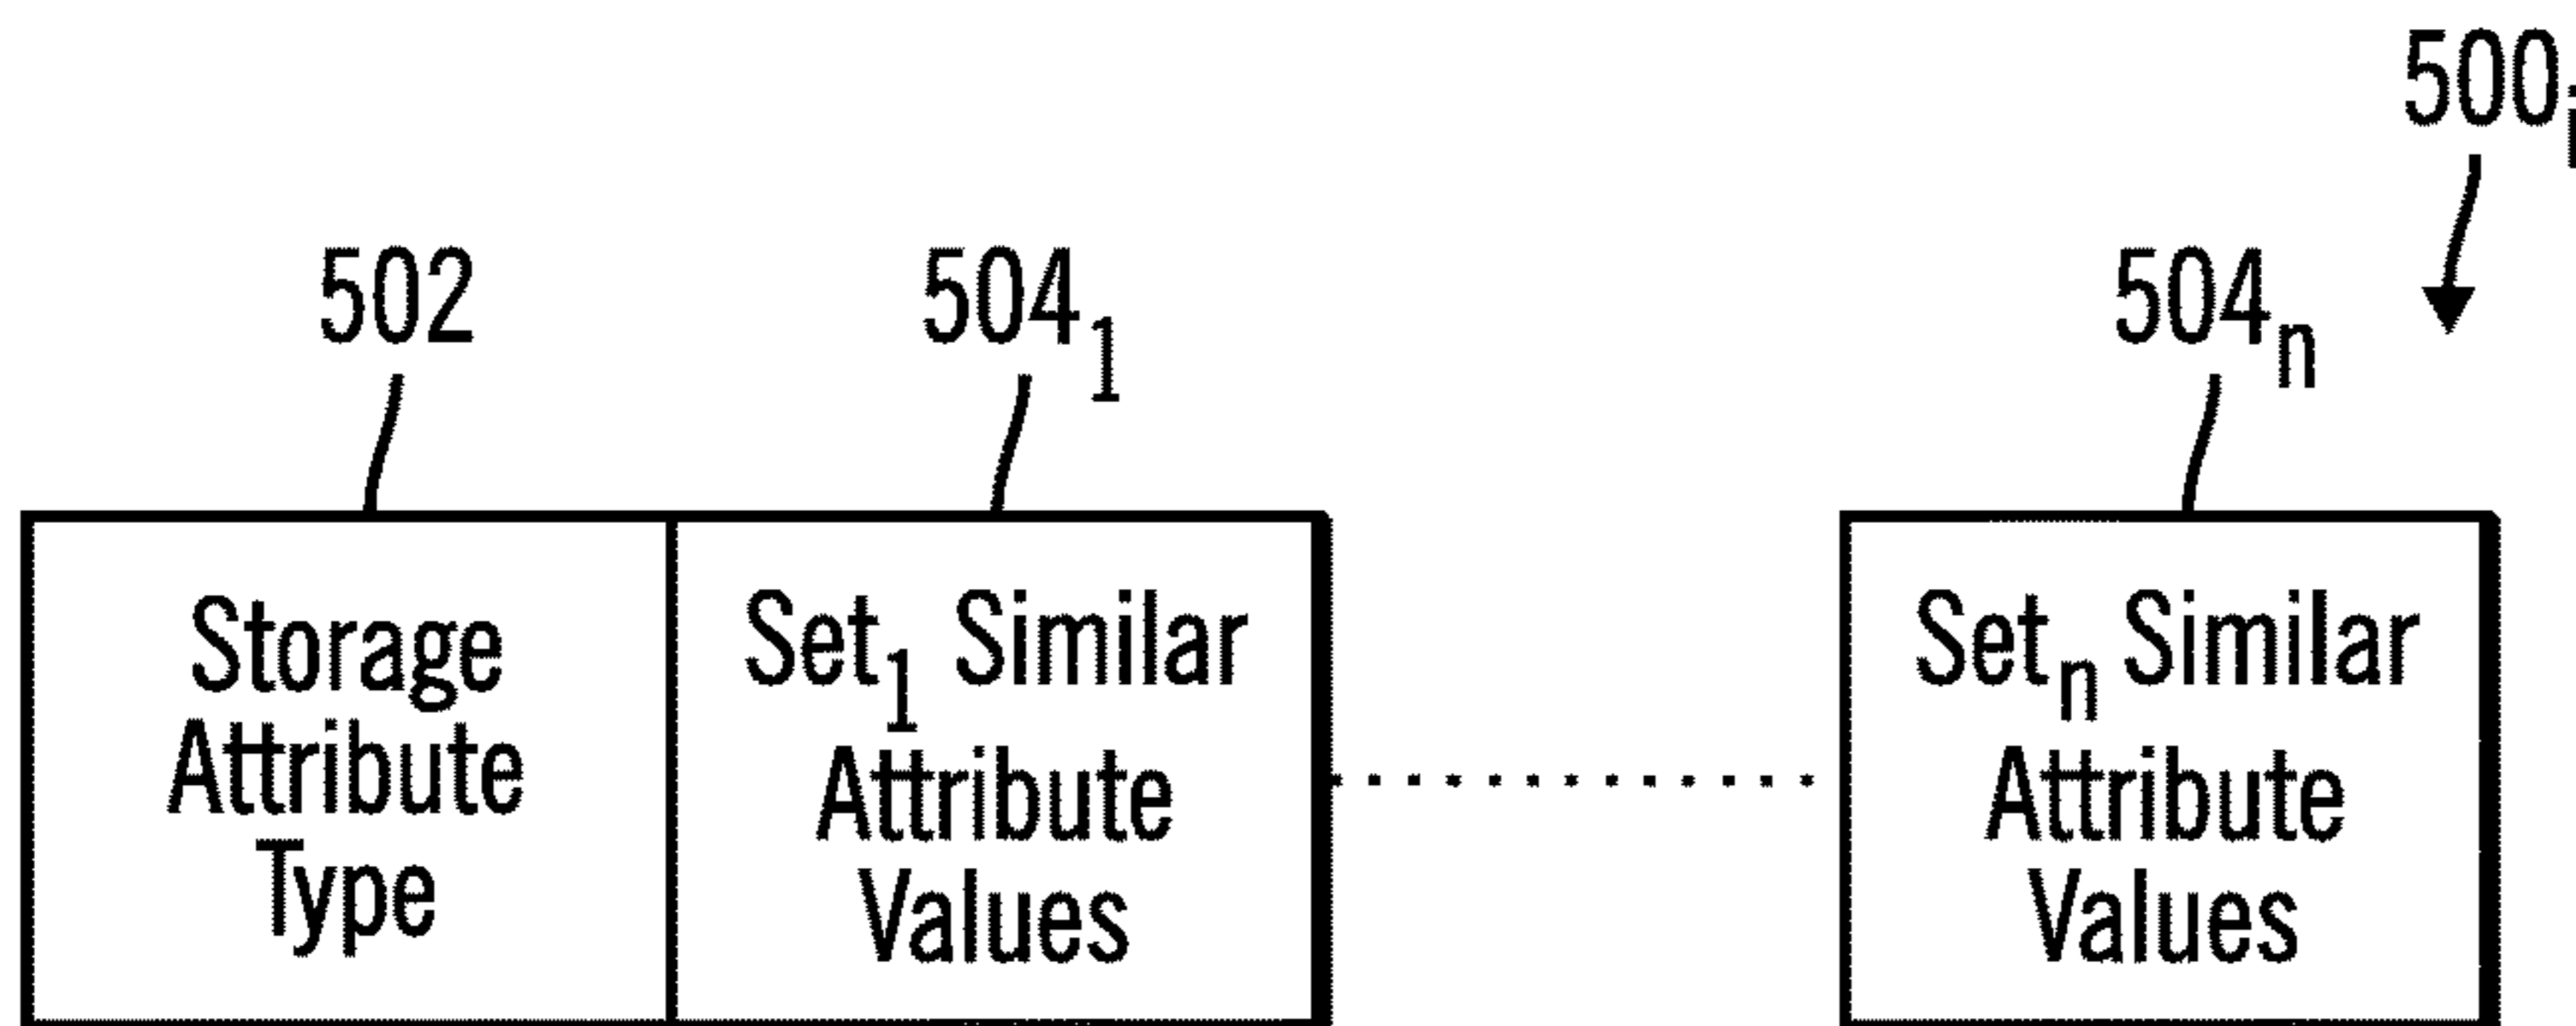 500i
502
5041
504n
Storage
Attribute
Type
Set1 Similar
Attribute
Values
Setn Similar
Attribute
Values